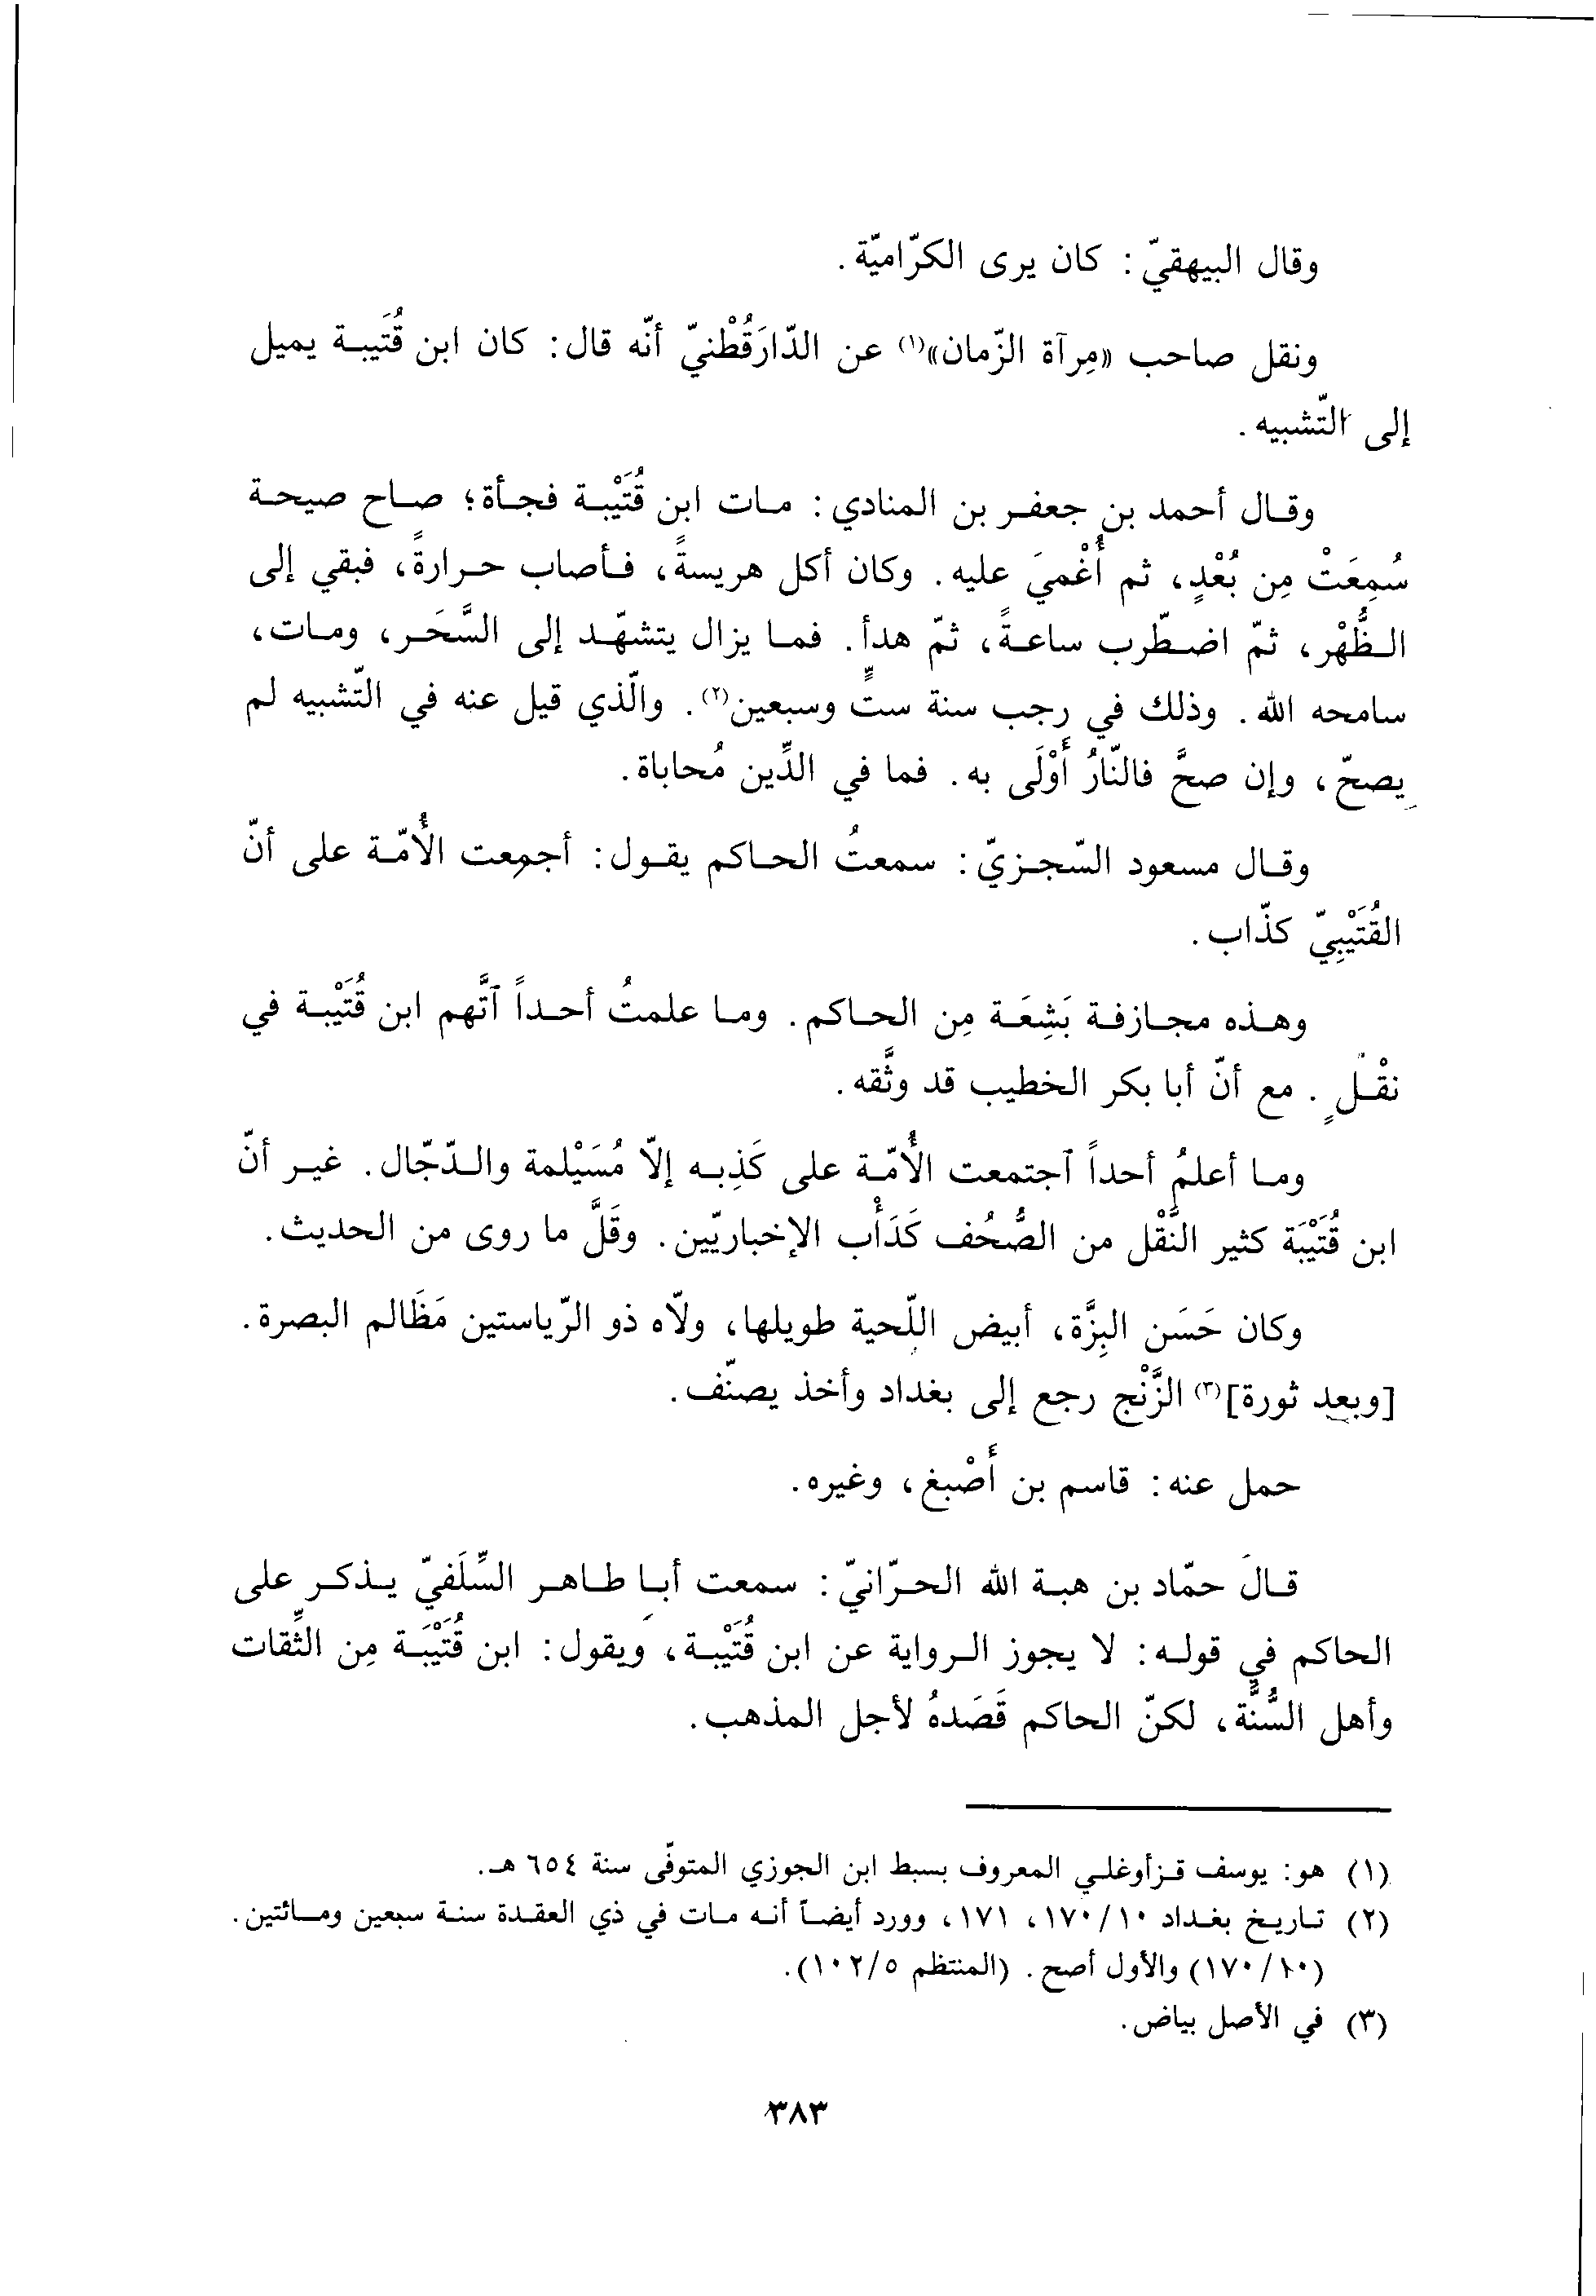 وقال البيهقيّ: كان يرى الكرّاميّة.
ونقل صاحب «مِرآة الزّمان»(١) عن الدّارَقُطْنيّ أنّه قال: كان ابن قُتَيبة يميل
إلى التّشبيه.
وقال أحمد بن جعفر بن المنادي: مات ابن قُتَيْبة فجأة؛ صاح صيحة
سُمِعَتْ مِن بُعْدٍ، ثم أُغْميَ عليه. وكان أكل هريسةً، فأصاب حرارةً، فبقي إلى
الظُّهْر، ثمّ اضطّرب ساعةً، ثمّ هدأ. فما يزال يتشهّد إلى السَّحَر، ومات،
سامحه الله. وذلك في رجب سنة ستٍّ وسبعين(٢). والّذي قيل عنه في التّشبيه لم
يصحّ، وإن صحَّ فالنّارُ أَوْلَى به. فما في الدِّين مُحاباة.
وقال مسعود السّجزيّ: سمعتُ الحاكم يقول: أجمعت الأُمّة على أنّ
القُتَيْبِيّ كذّاب.
وهذه مجازفة بَشِعَة مِن الحاكم. وما علمتُ أحداً ٱتَّهم ابن قُتَيْبة في
نقْلٍ. مع أنّ أبا بكر الخطيب قد وثَّقه.
وما أعلمُ أحداً ٱجتمعت الأُمّة على كَذِبه إلاّ مُسَيْلمة والدّجّال. غير أنّ
ابن قُتَيْبَة كثير النَّقْل من الصُّحُف كَدَأْب الإخباريّين. وقَلَّ ما روى من الحديث.
وكان حَسَن البِزَّة، أبيض اللّحية طويلها، ولاّه ذو الرّياستين مَظَالم البصرة.
[وبعد ثورة](٣) الزَّنْج رجع إلى بغداد وأخذ يصنّف.
حمل عنه: قاسم بن أَصْبغ، وغيره.
قالَ حمّاد بن هبة الله الحرّانيّ: سمعت أبا طاهر السِّلَفيّ يذكر على
الحاكم في قوله: لا يجوز الرواية عن ابن قُتَيْبة، ويقول: ابن قُتَيْبَة مِن الثِّقات
وأهل السُّنَّة، لكنّ الحاكم قَصَدهُ لأجل المذهب.
(١) هو: يوسف قزأوغلي المعروف بسبط ابن الجوزي المتوفّى سنة ٦٥٤ هـ.
(٢) تاريخ بغداد ١٧٠/١٠، ١٧١، وورد أيضاً أنه مات في ذي العقدة سنة سبعين ومائتين.
(١٧٠/١٠) والأول أصح. (المنتظم ١٠٢/٥).
(٣) في الأصل بياض.
٣٨٣